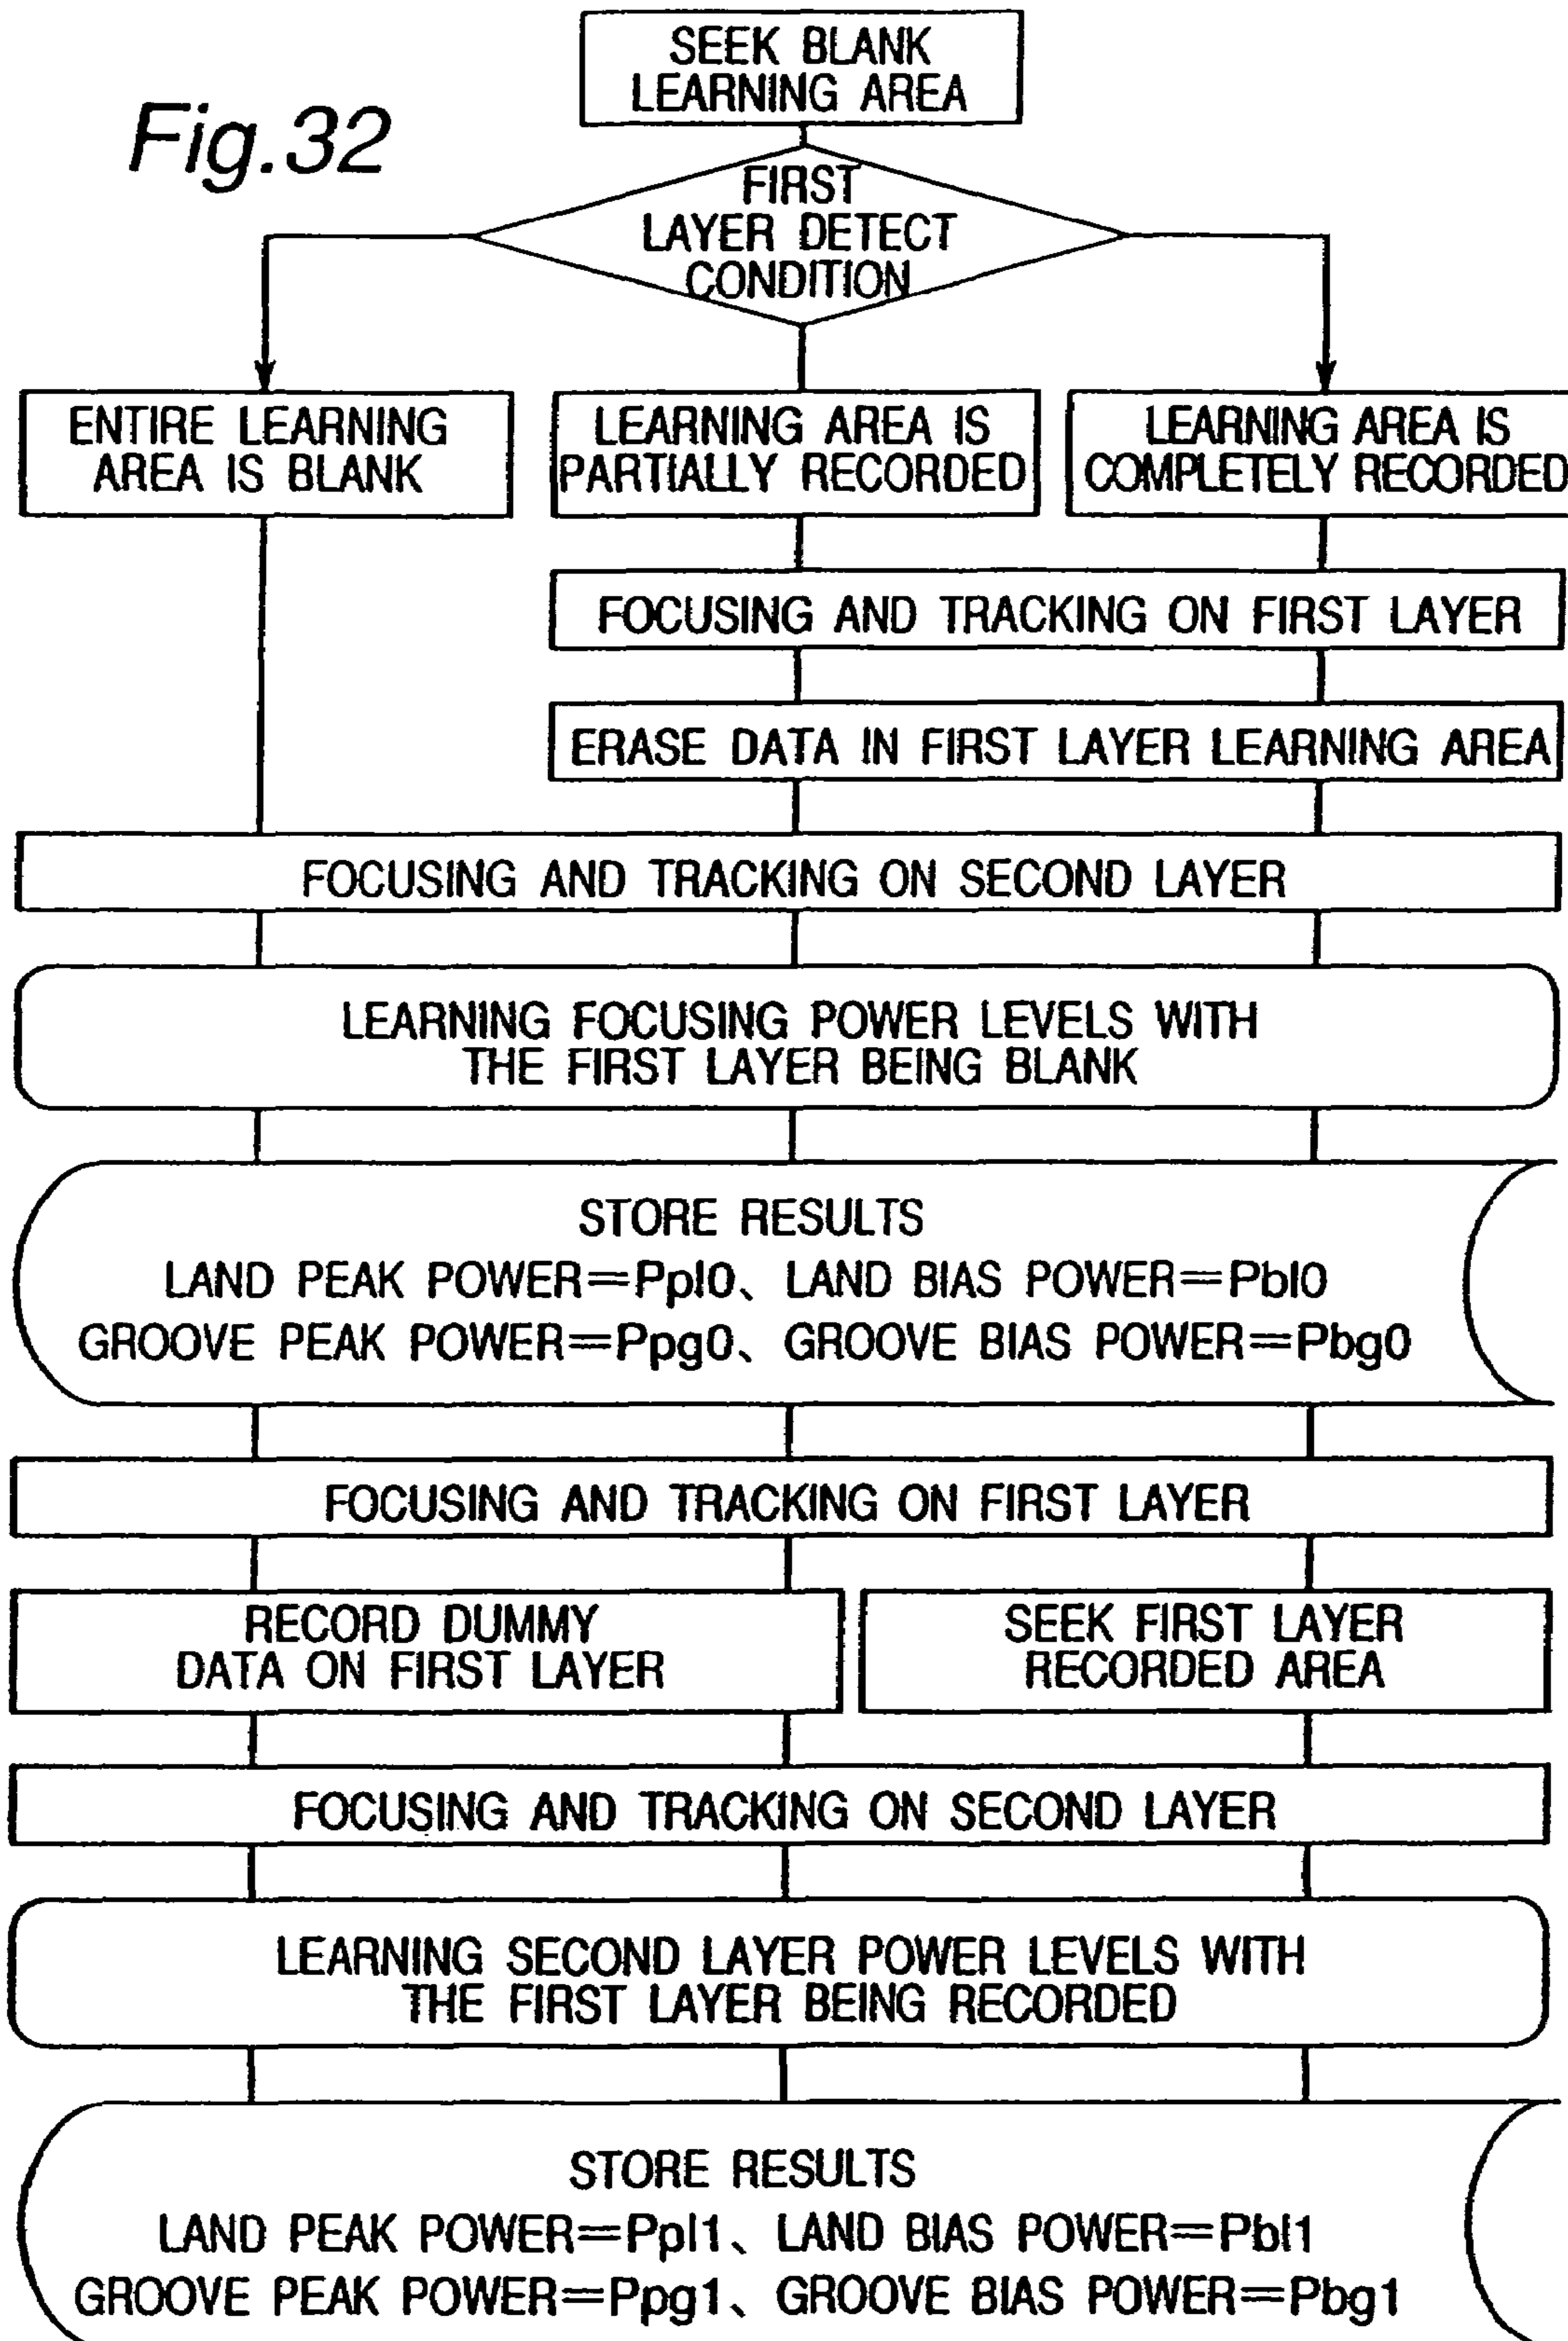 Fig.32
SEEK BLANK
LEARNING AREA
FIRST
LAYER DETECT
CONDITION
ENTIRE LEARNING
AREA IS BLANK
LEARNING AREA IS
PARTIALLY RECORDED
LEARNING AREA IS
COMPLETELY RECORDED
FOCUSING AND TRACKING ON FIRST LAYER
ERASE DATA IN FIRST LAYER LEARNING AREA
FOCUSING AND TRACKING ON SECOND LAYER
LEARNING FOCUSING POWER LEVELS WITH
THE FIRST LAYER BEING BLANK
STORE RESULTS
LAND PEAK POWER=Ppl0、LAND BIAS POWER=Pbl0
GROOVE PEAK POWER=Ppg0、GROOVE BIAS POWER=Pbg0
FOCUSING AND TRACKING ON FIRST LAYER
RECORD DUMMY
DATA ON FIRST LAYER
SEEK FIRST LAYER
RECORDED AREA
FOCUSING AND TRACKING ON SECOND LAYER
LEARNING SECOND LAYER POWER LEVELS WITH
THE FIRST LAYER BEING RECORDED
STORE RESULTS
LAND PEAK POWER=Ppl1、LAND BIAS POWER=Pbl1
GROOVE PEAK POWER=Ppg1、GROOVE BIAS POWER=Pbg1